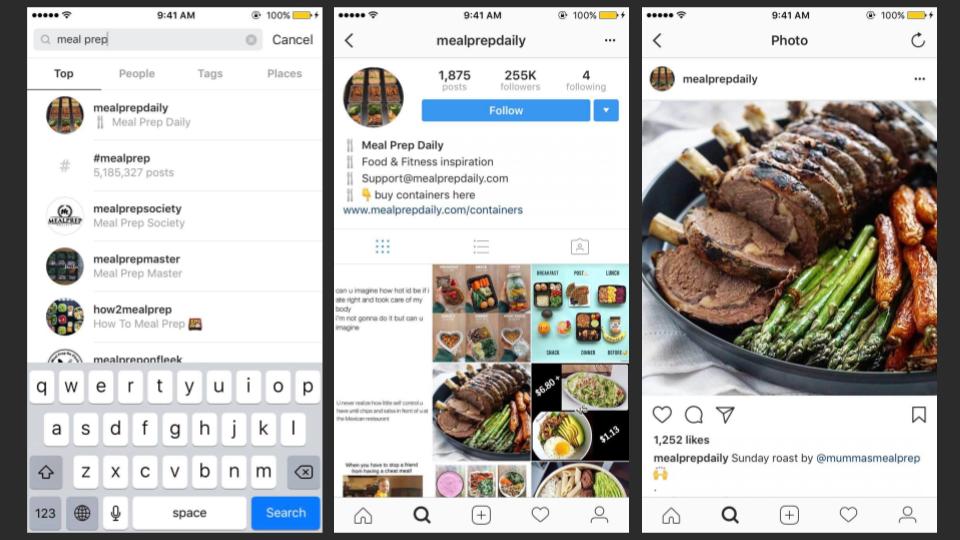 9:41 AM
100%
meal prep
Cancel
Top
People
Tags
Places
mealprepdaily
Meal Prep Daily
#
#mealprep
5,185,327 posts
MEALPREP
mealprepsociety
Meal Prep Society
mealprepmaster
Meal Prep Master
how2mealprep
How To Meal Prep
mealpreponfleek
q w e r t y u i o p
a s d f g h j k l
z x c v b n m
123
space
Search
9:41 AM
100%
mealprepdaily
1,875
posts
255K
followers
4
following
Follow
Meal Prep Daily
Food & Fitness inspiration
Support@mealprepdaily.com
buy containers here
www.mealprepdaily.com/containers
can u imagine how hot id be if i
ate right and took care of my
body
i'm not gonna do it but can u
imagine
BREAKFAST
LUNCH
SNACK
DINNER
U never realize how little self control u
have until chips and salsa in front of u at
the Mexican restaurant
$6.80
VS
$1.13
When you have to stop a friend
from having a cheat meal!
9:41 AM
100%
Photo
mealprepdaily
1,252 likes
mealprepdaily Sunday roast by @mummasmealprep
.